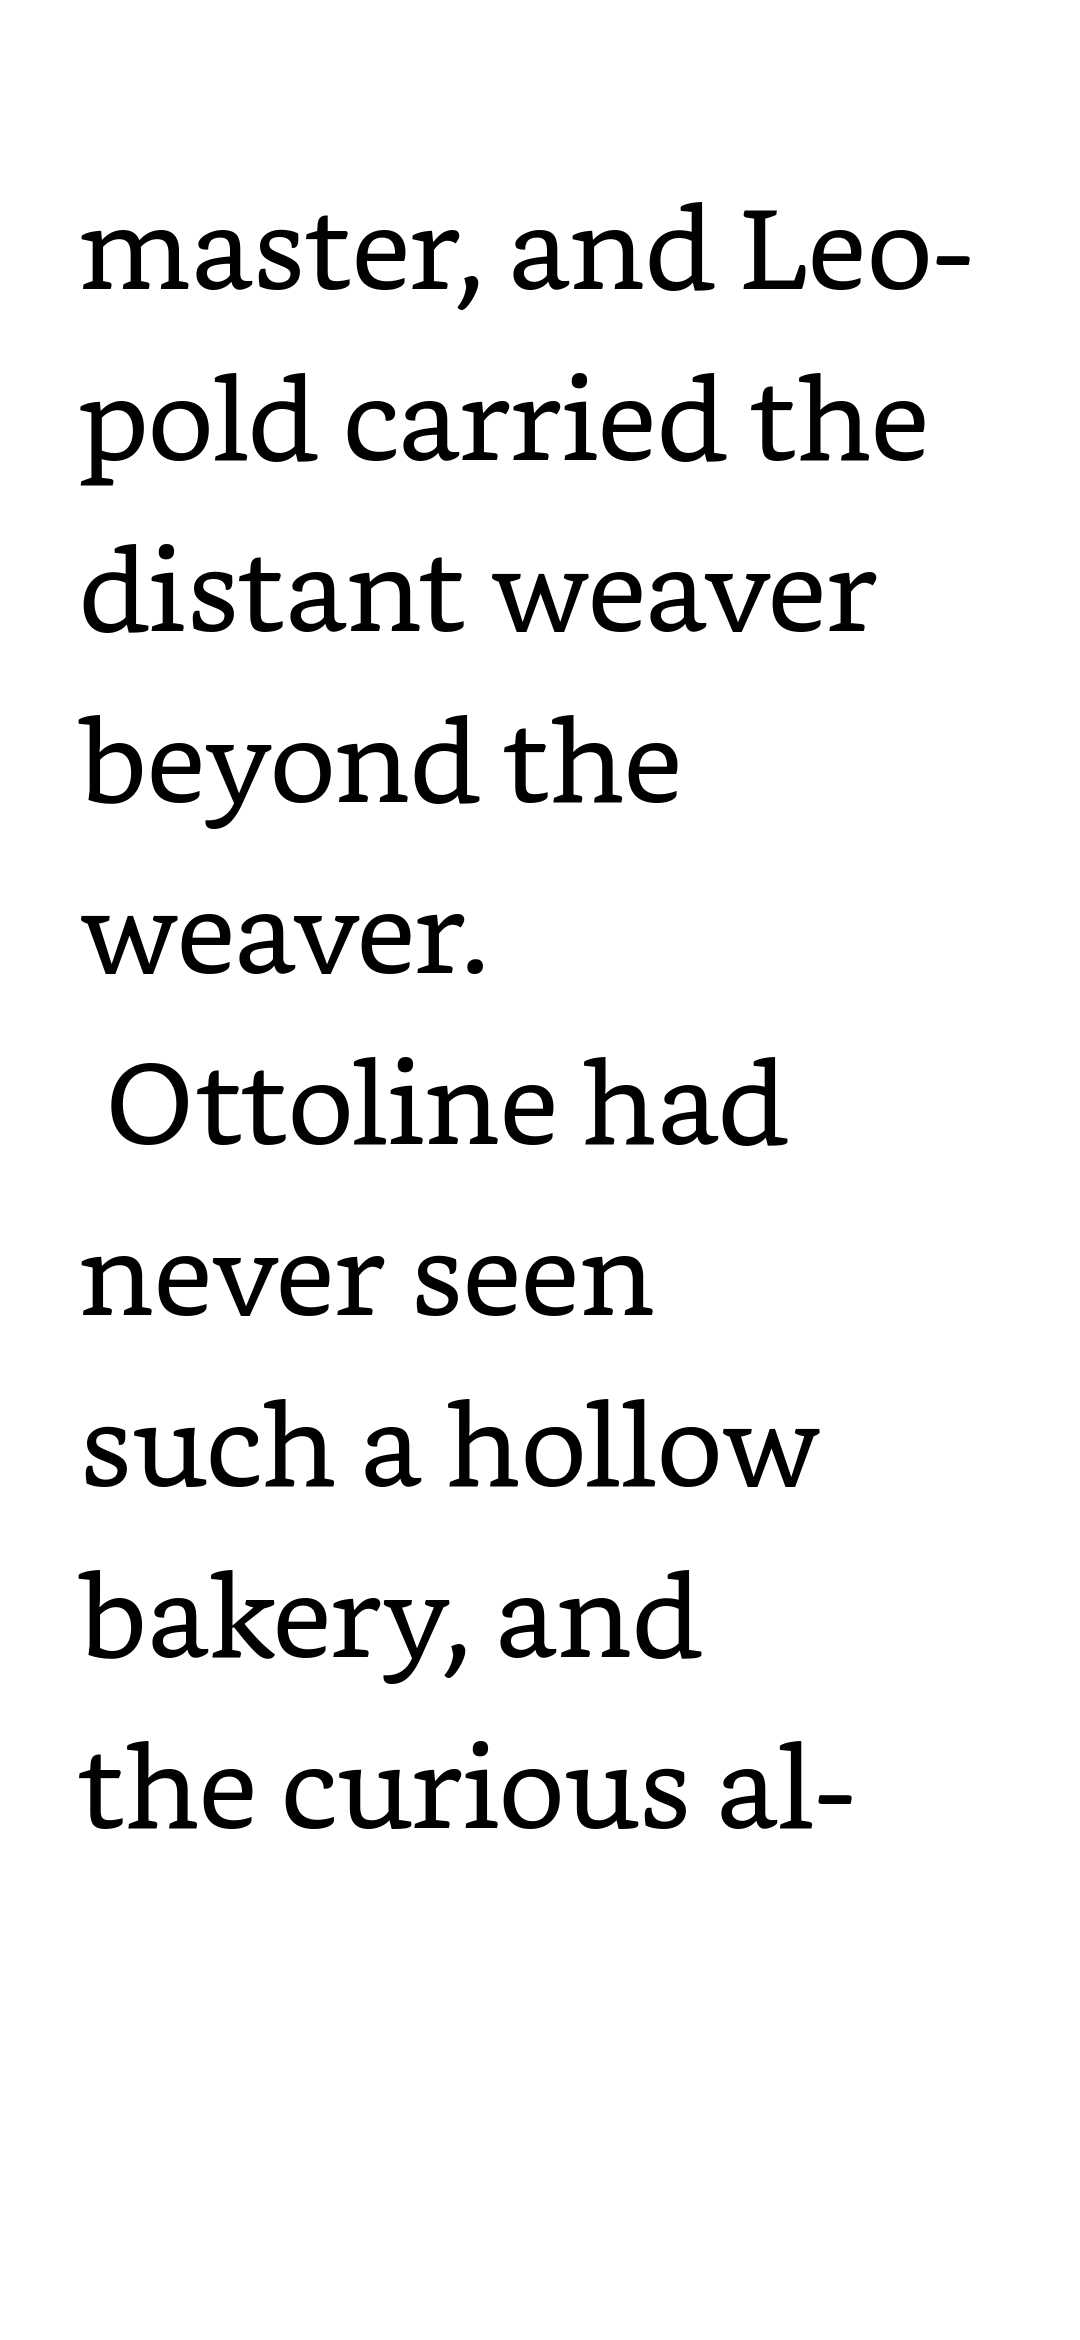 master, and Leo-
pold carried the
distant weaver
beyond the
weaver.
Ottoline had
never seen
such a hollow
bakery, and
the curious al-